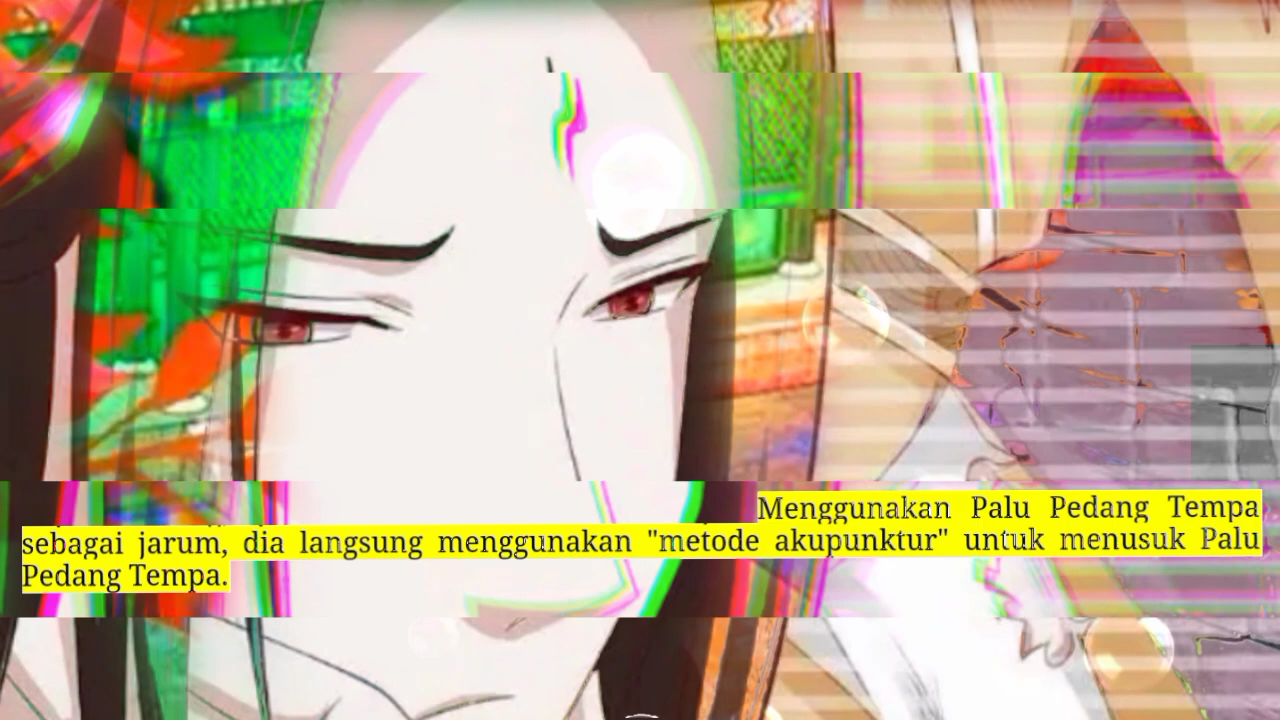 Menggunakan Palu Pedang Tempa
sebagai jarum, dia langsung menggunakan "metode akupunktur" untuk menusuk Palu
Pedang Tempa.